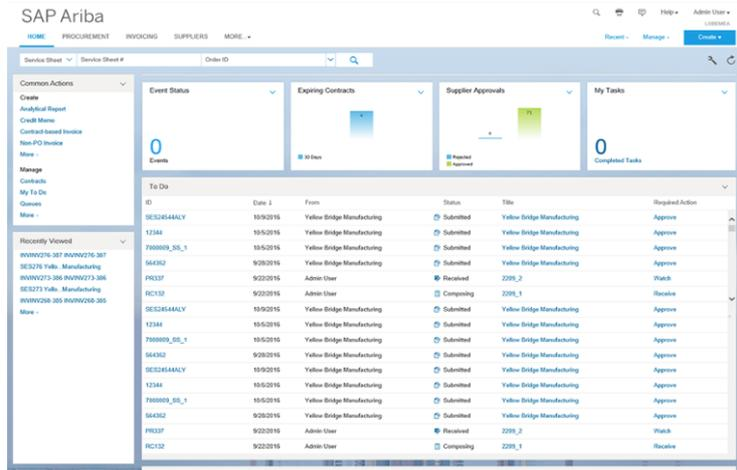 SAP Ariba
Help
Admin User
HOME PROCUREMENT INVOICING SUPPLIERS MORE...
Recent Manage Create
Service Sheet Service Sheet # Order ID
Common Actions
Create
Analytical Report
Credit Memo
Contract-based Invoice
Non-PO Invoice
More
Manage
Contracts
My To Do
Queues
More
Recently Viewed
INVINV276-387 INVINV276-387
SES276 Yello...Manufacturing
INVINV273-386 INVINV273-386
SES273 Yello...Manufacturing
INVINV268-385 INVINV268-385
More
Event Status
0
Events
Expiring Contracts
30 Days
Supplier Approvals
Rejected
Approved
My Tasks
0
Completed Tasks
To Do
ID Date ↓ From Status Title Required Action
SES24544ALY 10/9/2016 Yellow Bridge Manufacturing Submitted Yellow Bridge Manufacturing Approve
12344 10/5/2016 Yellow Bridge Manufacturing Submitted Yellow Bridge Manufacturing Approve
7000009_SS_1 10/5/2016 Yellow Bridge Manufacturing Submitted Yellow Bridge Manufacturing Approve
564362 9/28/2016 Yellow Bridge Manufacturing Submitted Yellow Bridge Manufacturing Approve
PR337 9/22/2016 Admin User Received 2209_2 Watch
RC132 9/22/2016 Admin User Composing 2209_1 Receive
SES24544ALY 10/9/2016 Yellow Bridge Manufacturing Submitted Yellow Bridge Manufacturing Approve
12344 10/5/2016 Yellow Bridge Manufacturing Submitted Yellow Bridge Manufacturing Approve
7000009_SS_1 10/5/2016 Yellow Bridge Manufacturing Submitted Yellow Bridge Manufacturing Approve
564362 9/28/2016 Yellow Bridge Manufacturing Submitted Yellow Bridge Manufacturing Approve
SES24544ALY 10/9/2016 Yellow Bridge Manufacturing Submitted Yellow Bridge Manufacturing Approve
12344 10/5/2016 Yellow Bridge Manufacturing Submitted Yellow Bridge Manufacturing Approve
7000009_SS_1 10/5/2016 Yellow Bridge Manufacturing Submitted Yellow Bridge Manufacturing Approve
564362 9/28/2016 Yellow Bridge Manufacturing Submitted Yellow Bridge Manufacturing Approve
PR337 9/22/2016 Admin User Received 2209_2 Watch
RC132 9/22/2016 Admin User Composing 2209_1 Receive